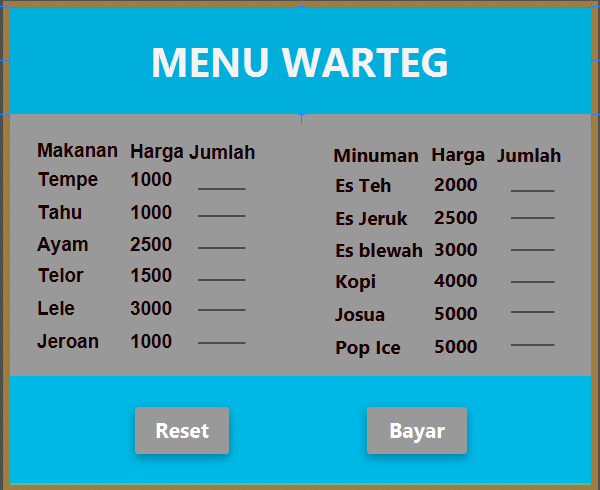 MENU WARTEG
Makanan Harga Jumlah
Tempe 1000
Tahu 1000
Ayam 2500
Telor 1500
Lele 3000
Jeroan 1000
Minuman Harga Jumlah
Es Teh 2000
Es Jeruk 2500
Es blewah 3000
Kopi 4000
Josua 5000
Pop Ice 5000
Reset Bayar